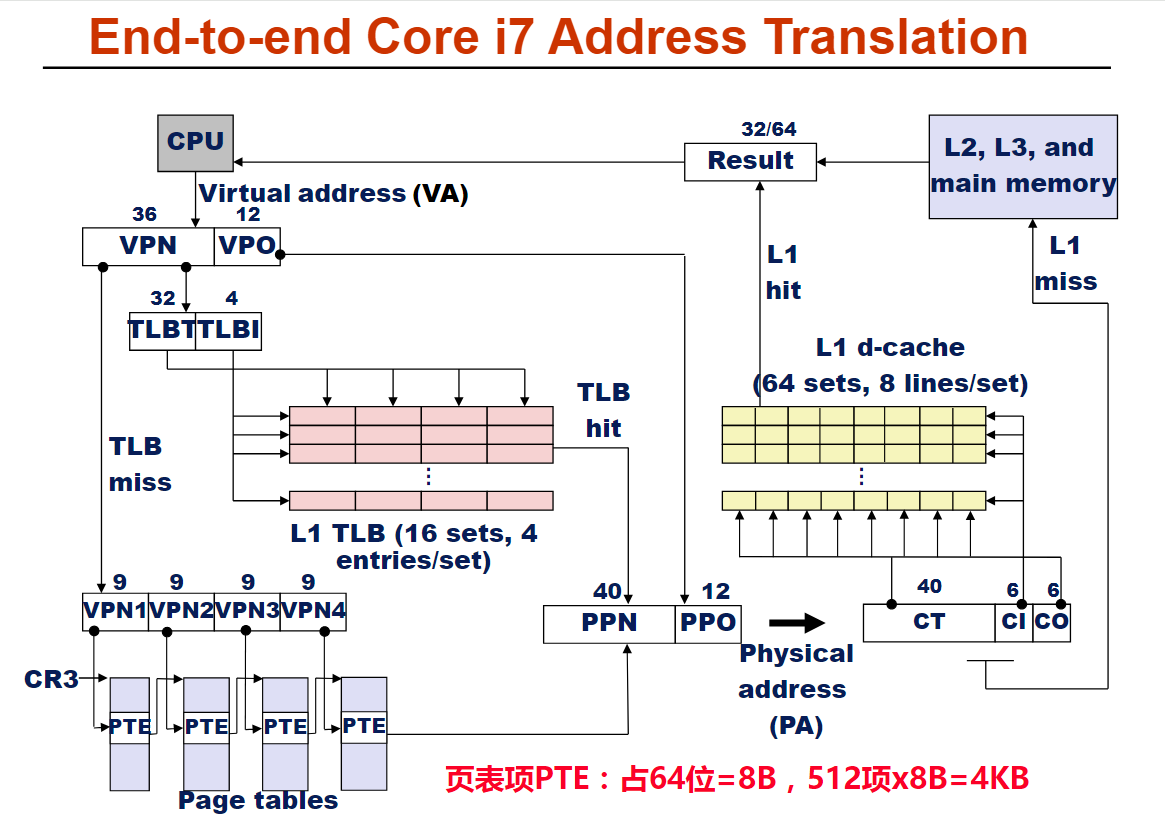 End-to-end Core i7 Address Translation
CPU
32/64
Result
L2, L3, and
main memory
Virtual address (VA)
36
12
VPN
VPO
L1
hit
L1
miss
32
4
TLBT
TLBI
L1 d-cache
(64 sets, 8 lines/set)
TLB
hit
TLB
miss
...
...
L1 TLB (16 sets, 4
entries/set)
9
9
9
9
VPN1
VPN2
VPN3
VPN4
40
12
PPN
PPO
40
6
6
CT
CI
CO
Physical
address
(PA)
CR3
PTE
PTE
PTE
PTE
Page tables
页表项PTE：占64位=8B，512项x8B=4KB